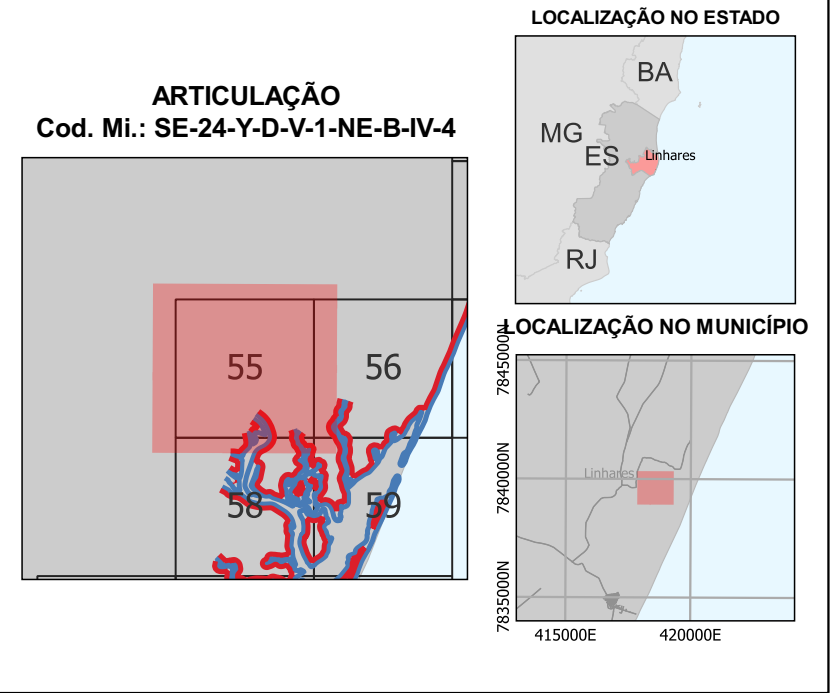 ARTICULAÇÃO
Cod. Mi.: SE-24-Y-D-V-1-NE-B-IV-4
55
56
58
59
LOCALIZAÇÃO NO ESTADO
BA
MG
ES
Linhares
RJ
LOCALIZAÇÃO NO MUNICÍPIO
7845000N
Linhares
7840000N
7835000N
415000E
420000E